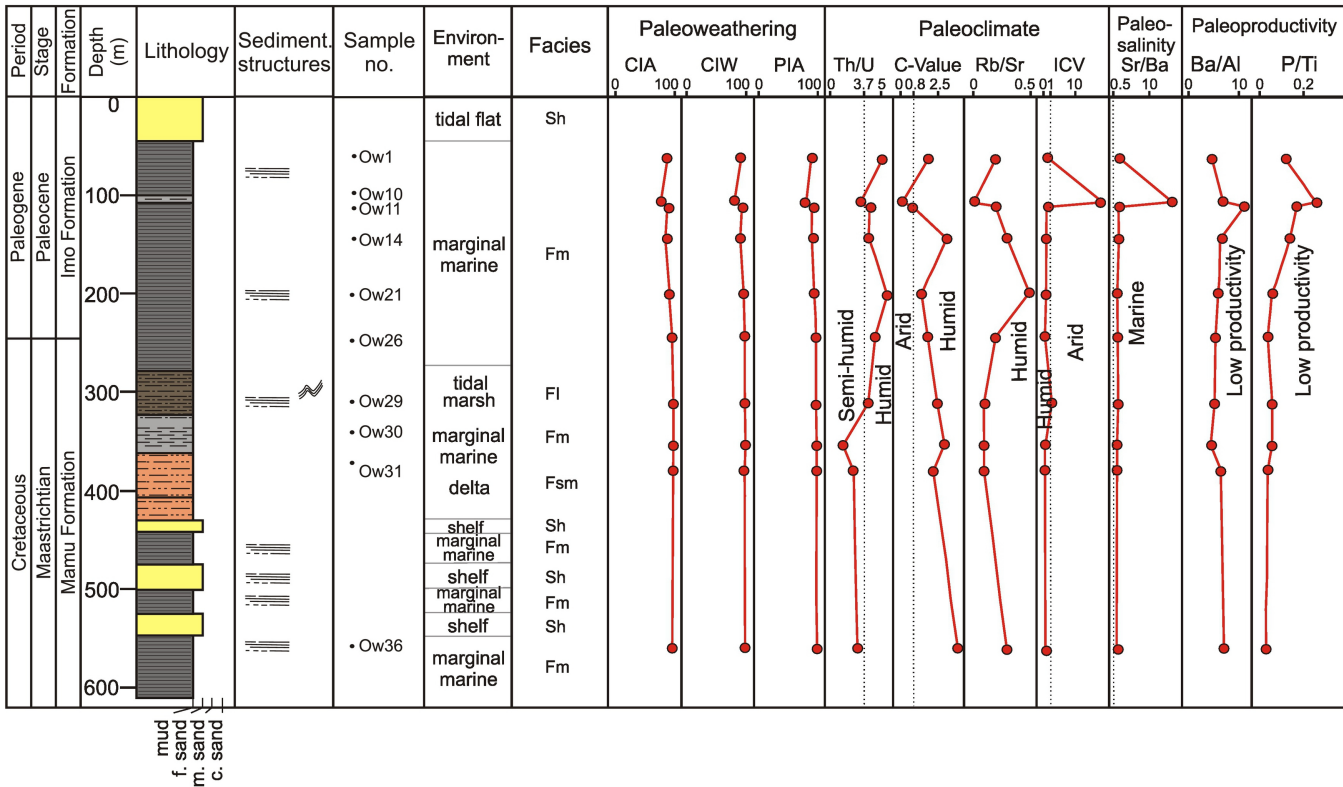 Period
Stage
Formation
Depth
(m)
Lithology
Sediment.
structures
Sample
no.
Environ-
ment
Facies
Paleoweathering
CIA
CIW
PIA
0
100
0
100
0
100
Paleoclimate
Th/U
C-Value
Rb/Sr
ICV
0
3.7
5
0
0.8
2.5
0
0.5
01
10
Paleo-
salinity
Sr/Ba
0.5
10
Paleoproductivity
Ba/Al
P/Ti
0
10
0
0.2
Paleogene
Paleocene
Imo Formation
Cretaceous
Maastrichtian
Mamu Formation
0
100
200
300
400
500
600
Ow1
Ow10
Ow11
Ow14
Ow21
Ow26
Ow29
Ow30
Ow31
Ow36
tidal flat
marginal
marine
tidal
marsh
marginal
marine
delta
shelf
marginal
marine
shelf
marginal
marine
shelf
marginal
marine
Sh
Fm
Fl
Fm
Fsm
Sh
Fm
Sh
Fm
Sh
Fm
Semi-humid
Humid
Arid
Humid
Humid
Humid
Arid
Marine
Low productivity
Low productivity
mud
f. sand
m. sand
c. sand